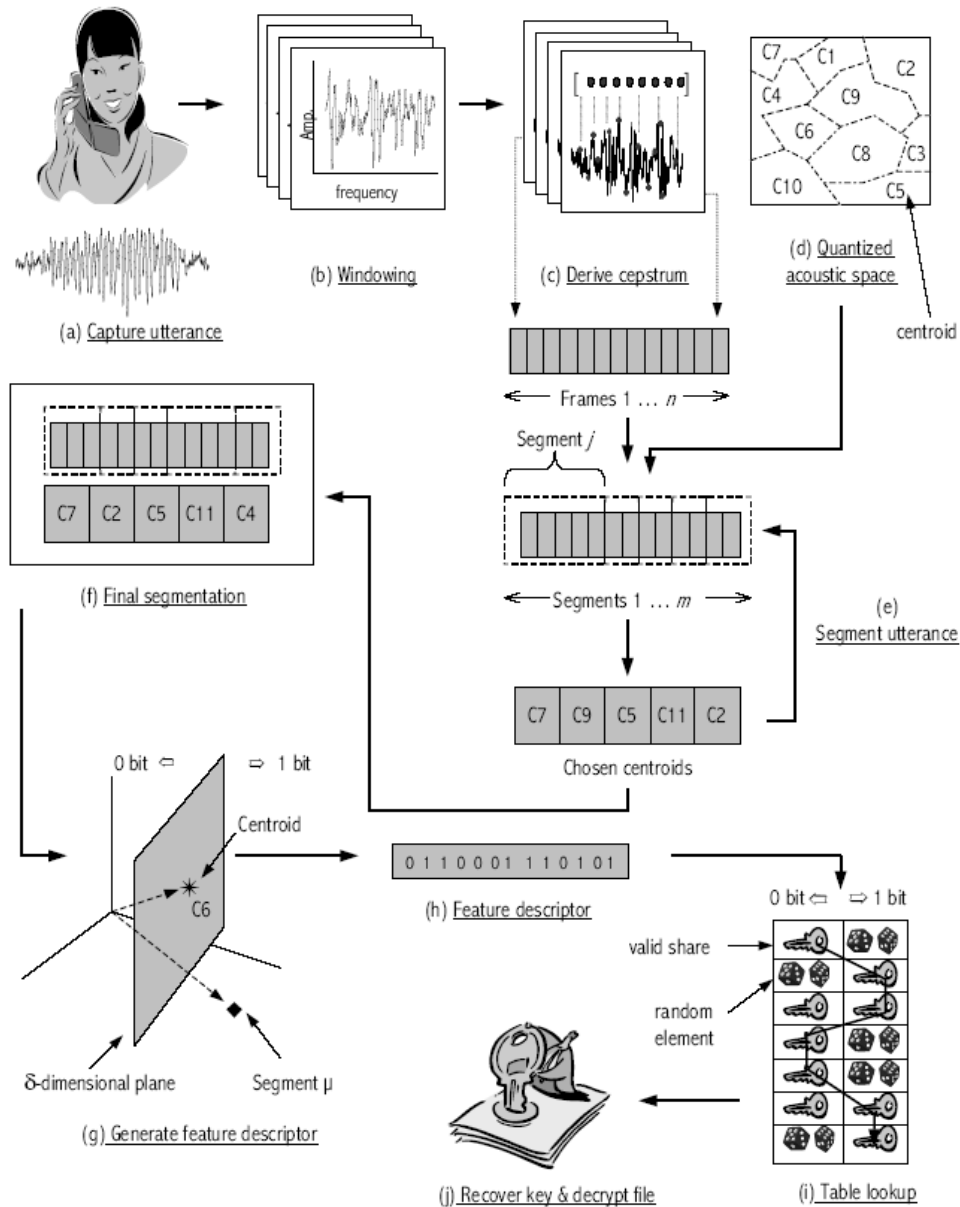 Amp.
frequency
C7
C1
C2
C4
C9
C6
C8
C3
C10
C5
(a) Capture utterance
(b) Windowing
(c) Derive cepstrum
(d) Quantized
acoustic space
centroid
Frames 1 ... n
Segment j
Segments 1 ... m
(e)
Segment utterance
C7 C9 C5 C11 C2
Chosen centroids
C7 C2 C5 C11 C4
(f) Final segmentation
0 bit ⇦ ⇨ 1 bit
Centroid
C6
δ-dimensional plane
Segment μ
(g) Generate feature descriptor
0 1 1 0 0 0 1 1 1 0 1 0 1
(h) Feature descriptor
0 bit ⇦ ⇨ 1 bit
valid share
random
element
(i) Table lookup
(j) Recover key & decrypt file